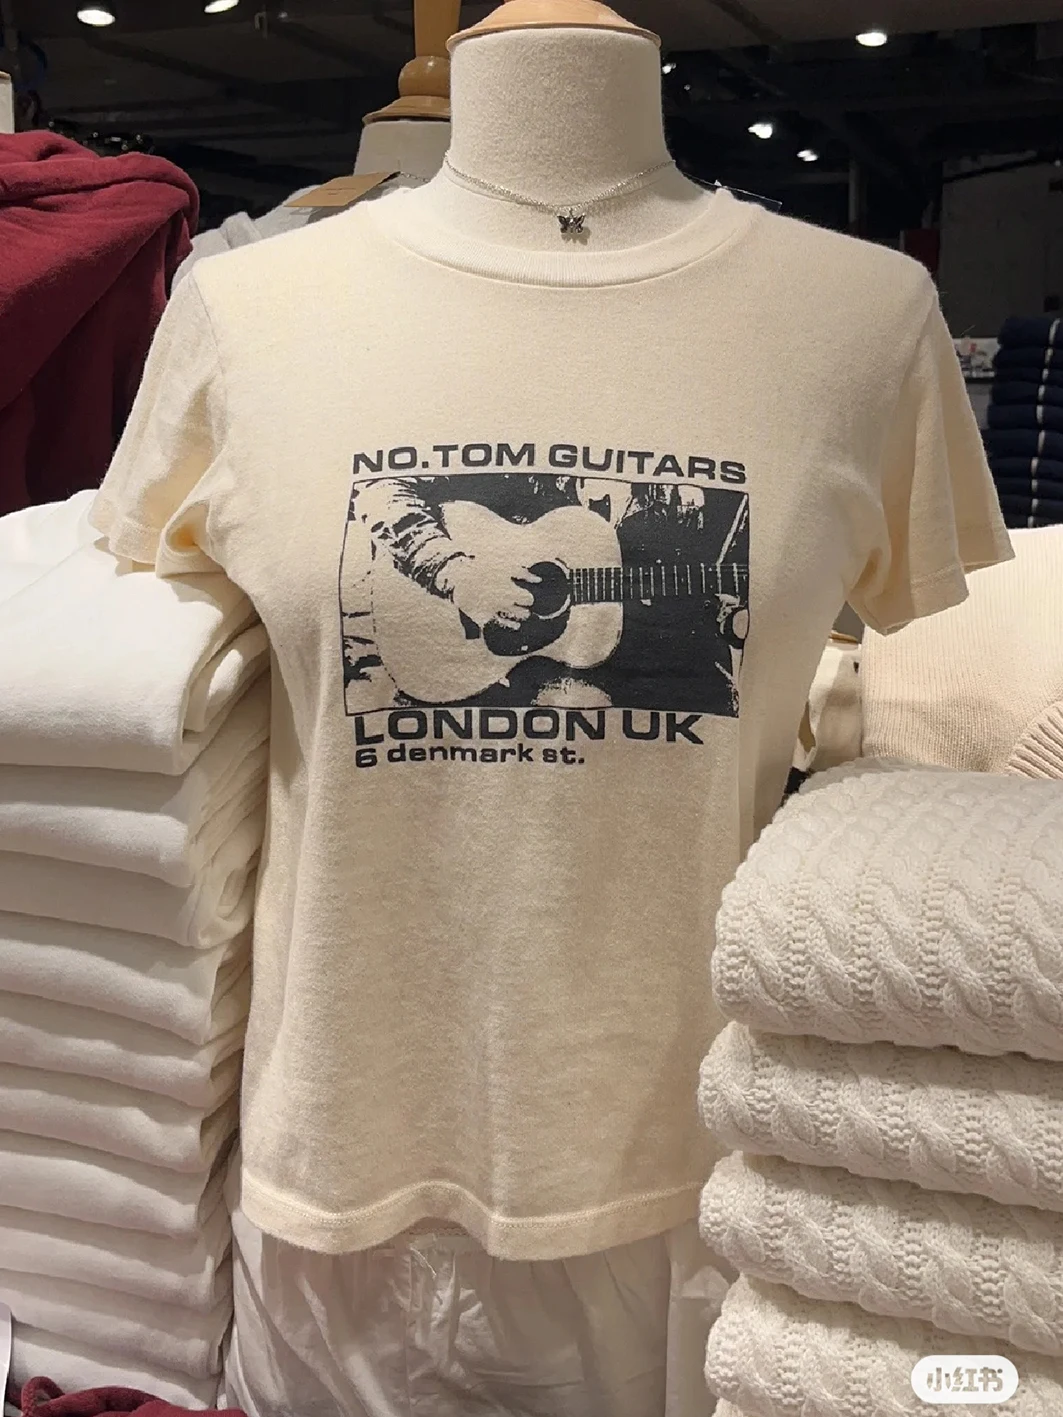 NO.TOM GUITARS
LONDON UK
6 denmark st.
小红书